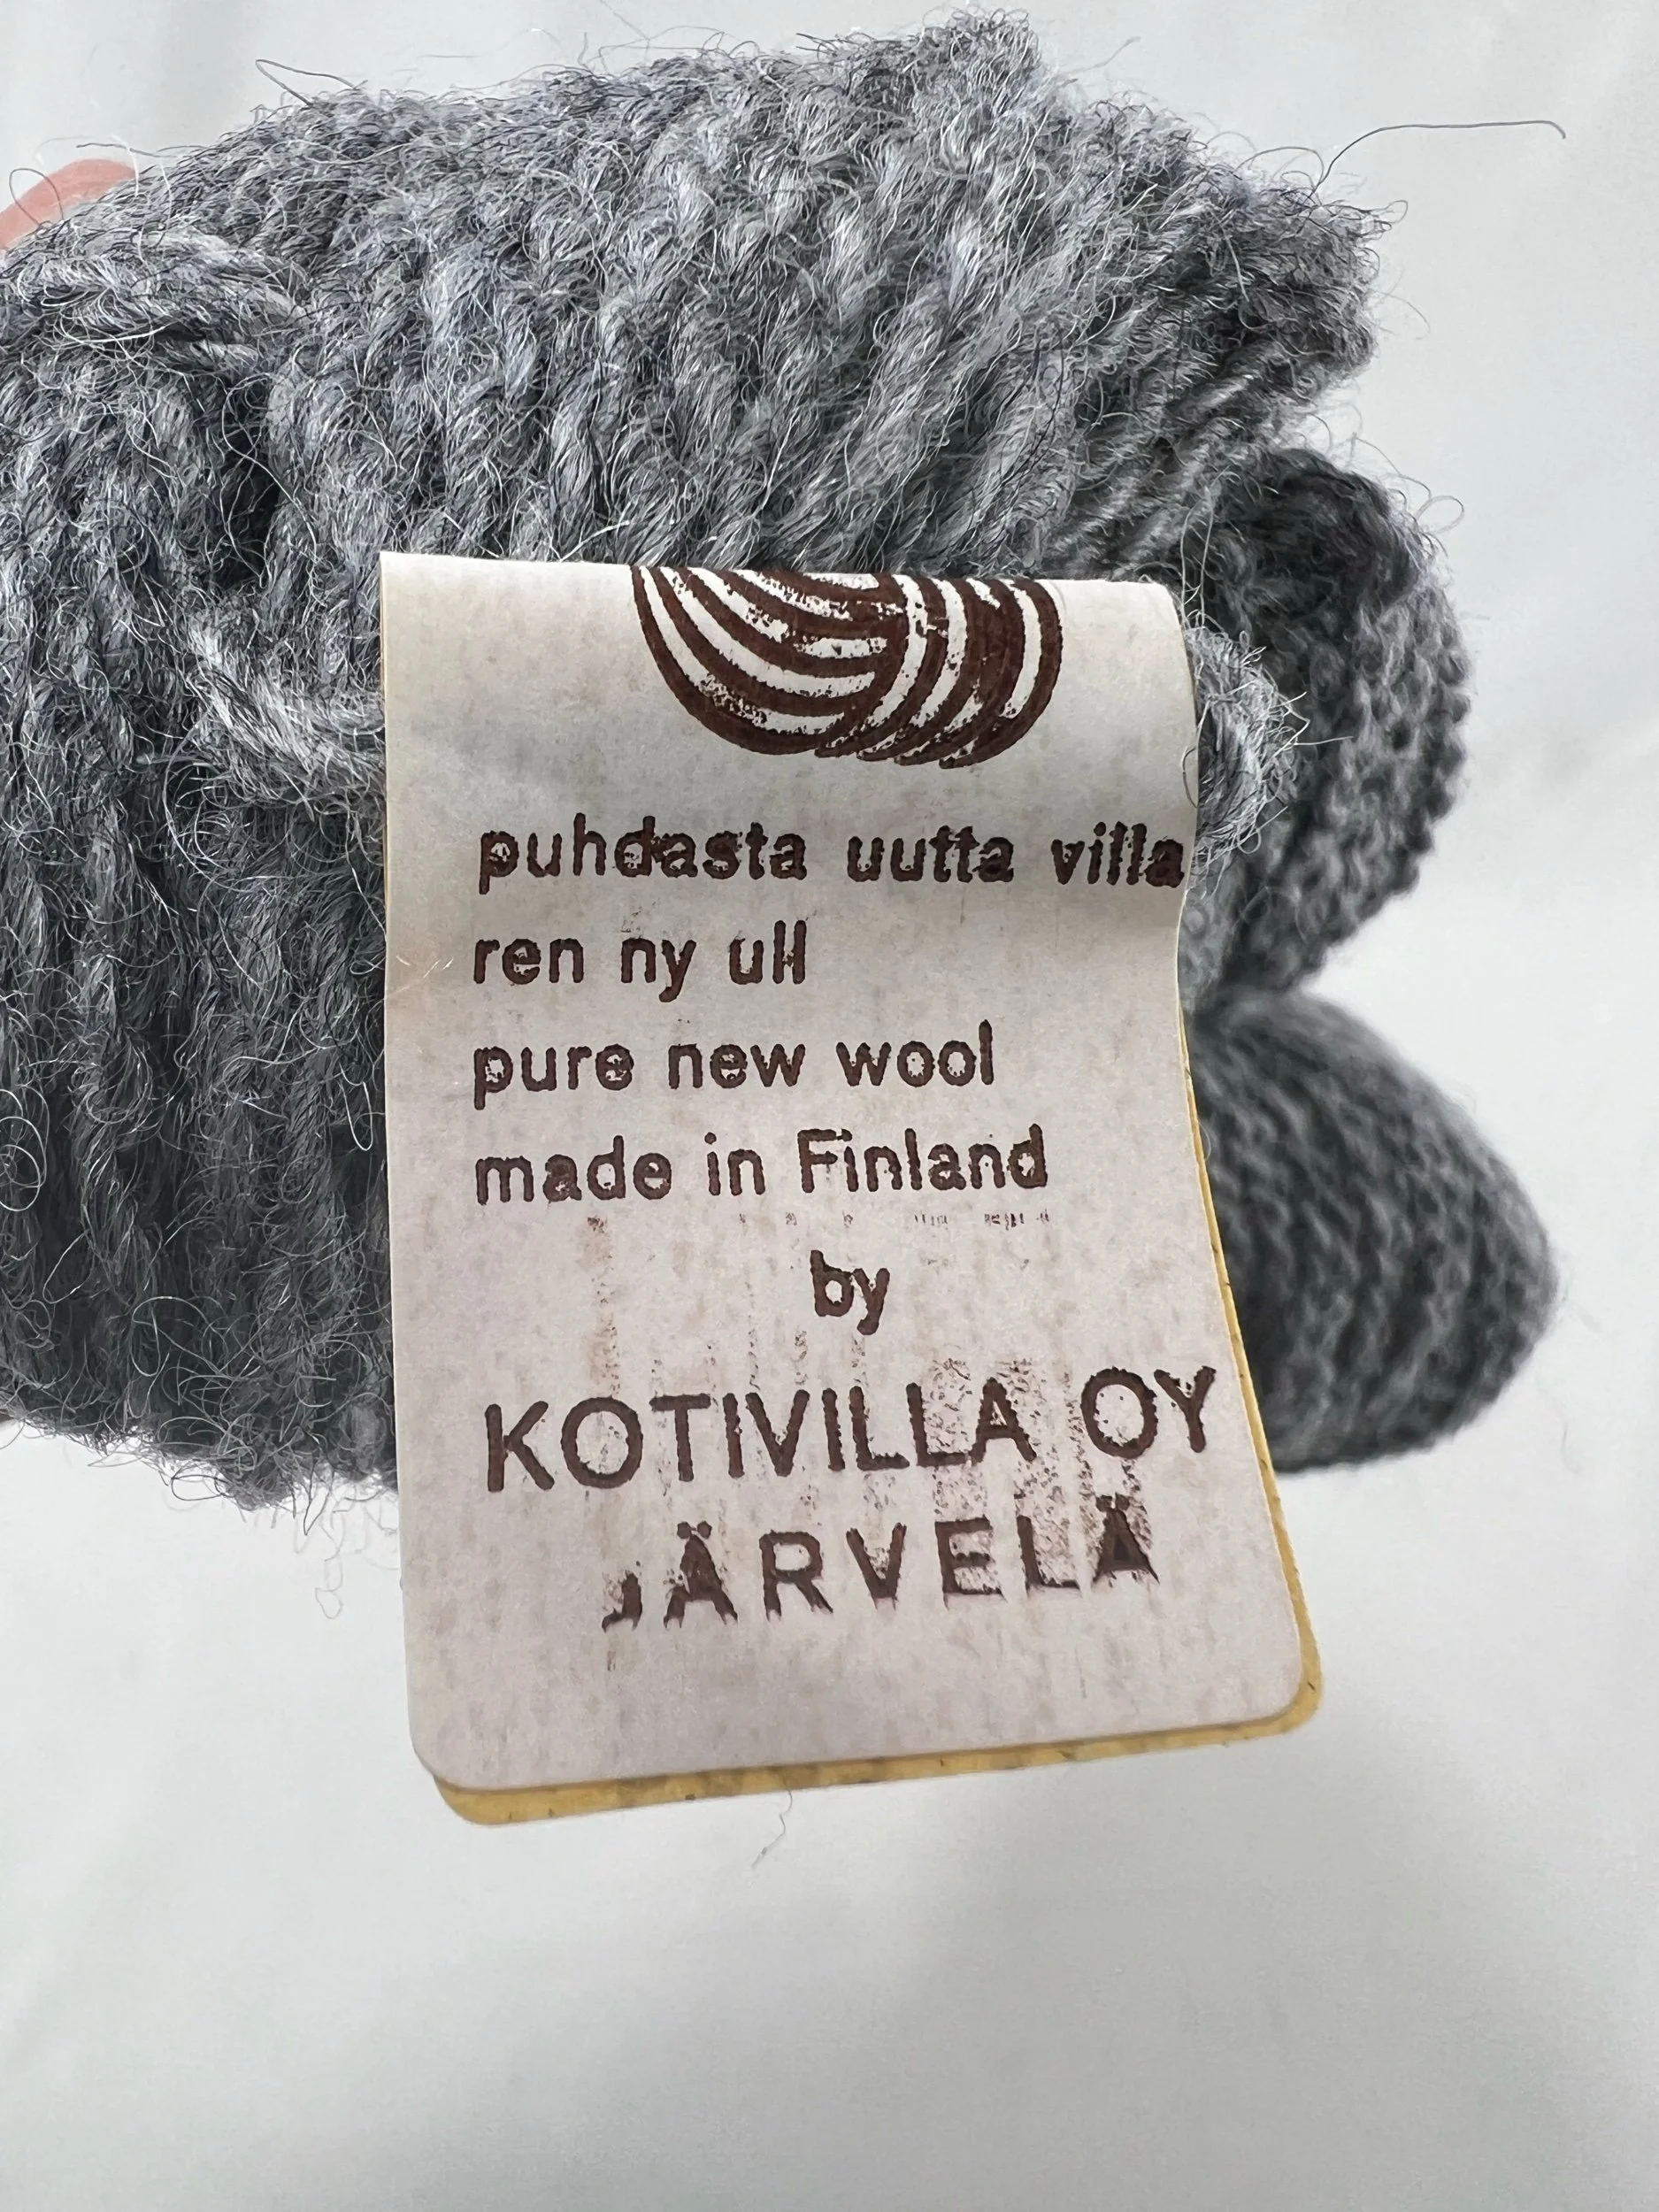 puhdasta uutta villa
ren ny ull
pure new wool
made in Finland
by
KOTIVILLA OY
JÄRVELÄ